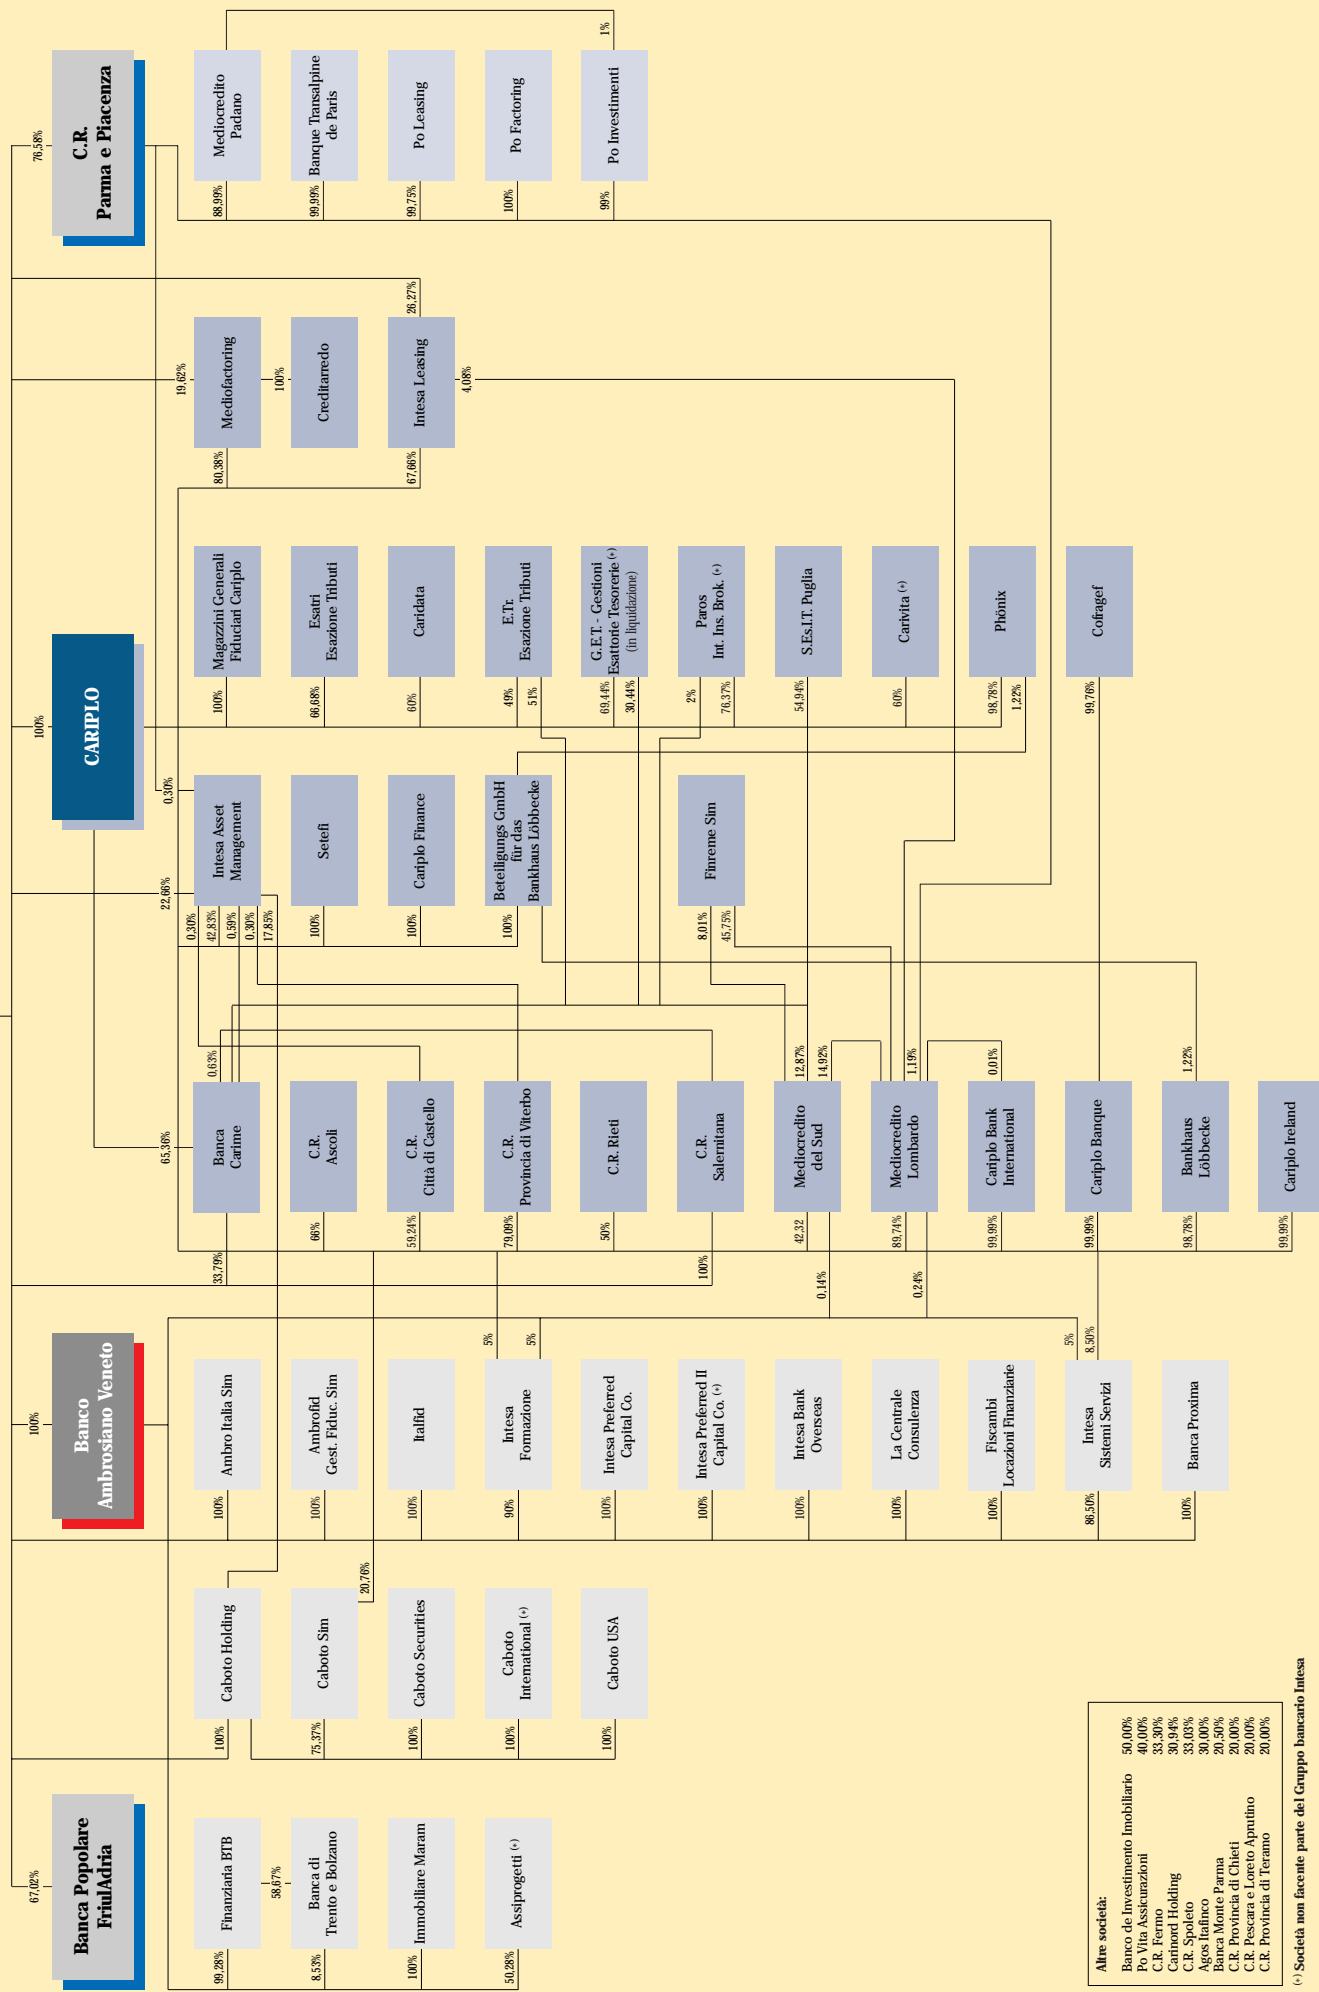 67,02%
Banca Popolare
FriulAdria
100%
Banco
Ambrosiano Veneto
100%
CARIPLO
76,58%
C.R.
Parma e Piacenza
99,28%
Finanziaria BTB
58,67%
8,53%
Banca di
Trento e Bolzano
100%
Immobiliare Maram
50,28%
Assiprogetti (*)
100%
Caboto Holding
75,37%
Caboto Sim
20,76%
100%
Caboto Securities
100%
Caboto
International (*)
100%
Caboto USA
100%
Ambro Italia Sim
100%
Ambrofid
Gest. Fiduc. Sim
100%
Italfid
90%
Intesa
Formazione
5%
5%
100%
Intesa Preferred
Capital Co.
100%
Intesa Preferred II
Capital Co. (*)
100%
Intesa Bank
Overseas
100%
La Centrale
Consulenza
100%
Fiscambi
Locazioni Finanziarie
86,50%
Intesa
Sistemi Servizi
5%
8,50%
100%
Banca Proxima
65,36%
33,79%
Banca
Carime
0,63%
66%
C.R.
Ascoli
59,24%
C.R.
Città di Castello
79,09%
C.R.
Provincia di Viterbo
50%
C.R. Rieti
100%
C.R.
Salernitana
42,32
Mediocredito
del Sud
12,87%
14,92%
0,14%
89,74%
Mediocredito
Lombardo
1,19%
0,24%
99,99%
Cariplo Bank
International
0,01%
99,99%
Cariplo Banque
98,78%
Bankhaus
Löbbecke
1,22%
99,99%
Cariplo Ireland
22,66%
0,30%
0,30%
42,83%
0,59%
0,30%
17,85%
Intesa Asset
Management
100%
Setefi
100%
Cariplo Finance
100%
Beteiligungs GmbH
für das
Bankhaus Löbbecke
8,01%
45,75%
Finreme Sim
100%
Magazzini Generali
Fiduciari Cariplo
66,68%
Esatri
Esazione Tributi
60%
Caridata
49%
51%
E.Tr.
Esazione Tributi
69,44%
30,44%
G.E.T. - Gestioni
Esattorie Tesorerie (*)
(in liquidazione)
2%
76,37%
Paros
Int. Ins. Brok. (*)
54,94%
S.Es.I.T. Puglia
60%
Carivita (*)
98,78%
1,22%
Phönix
99,76%
Cofragef
19,62%
80,38%
Mediofactoring
100%
Creditarredo
67,66%
Intesa Leasing
26,27%
4,08%
88,99%
Mediocredito
Padano
99,99%
Banque Transalpine
de Paris
99,75%
Po Leasing
100%
Po Factoring
99%
Po Investimenti
1%
Altre società:
Banco de Investimento Imobiliario 50,00%
Po Vita Assicurazioni 40,00%
C.R. Fermo 33,30%
Carinord Holding 30,94%
C.R. Spoleto 33,03%
Agos Itafinco 30,00%
Banca Monte Parma 20,50%
C.R. Provincia di Chieti 20,00%
C.R. Pescara e Loreto Aprutino 20,00%
C.R. Provincia di Teramo 20,00%
(*) Società non facente parte del Gruppo bancario Intesa